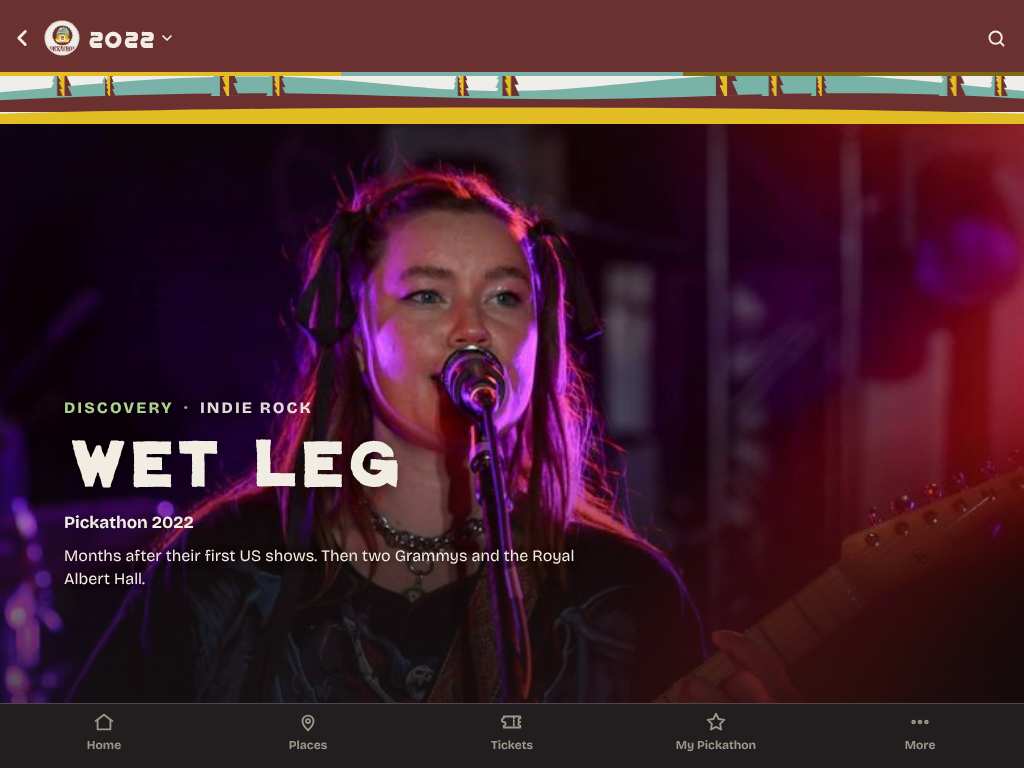 PICKATHON
2022
DISCOVERY · INDIE ROCK
WET LEG
Pickathon 2022
Months after their first US shows. Then two Grammys and the Royal
Albert Hall.
Home
Places
Tickets
My Pickathon
More